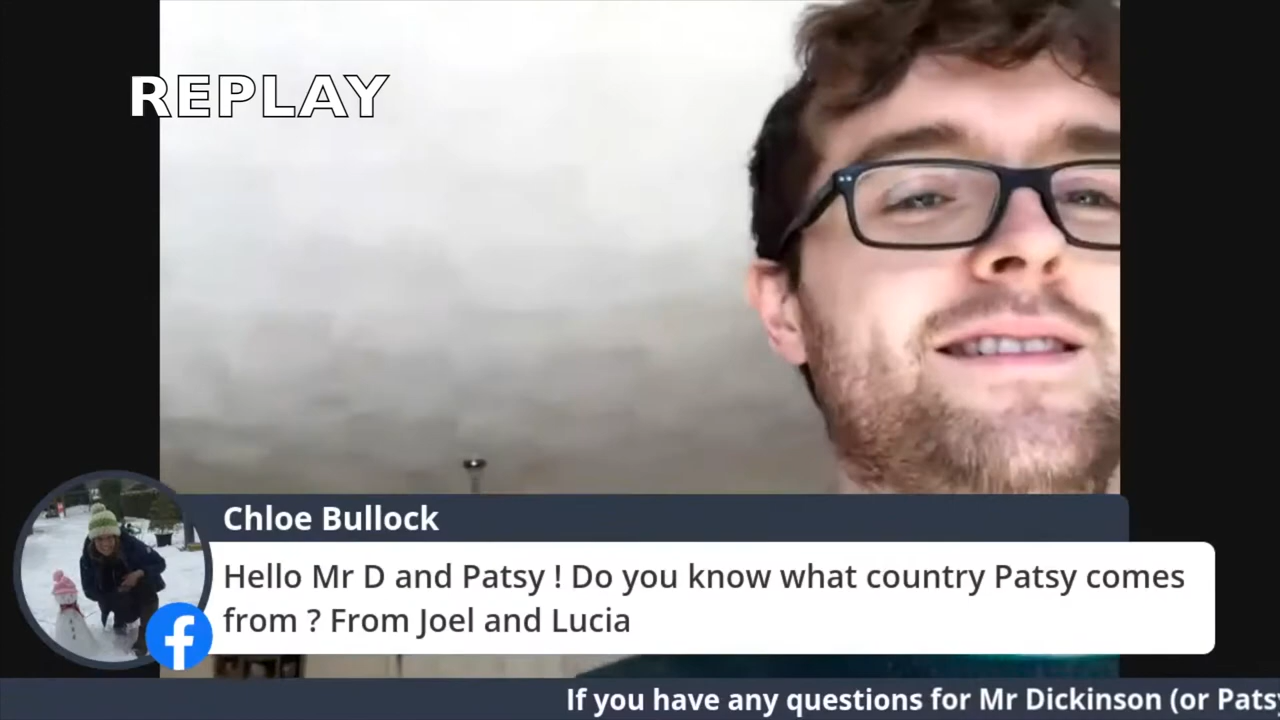 REPLAY
Chloe Bullock
Hello Mr D and Patsy ! Do you know what country Patsy comes
from ? From Joel and Lucia
If you have any questions for Mr Dickinson (or Patsy